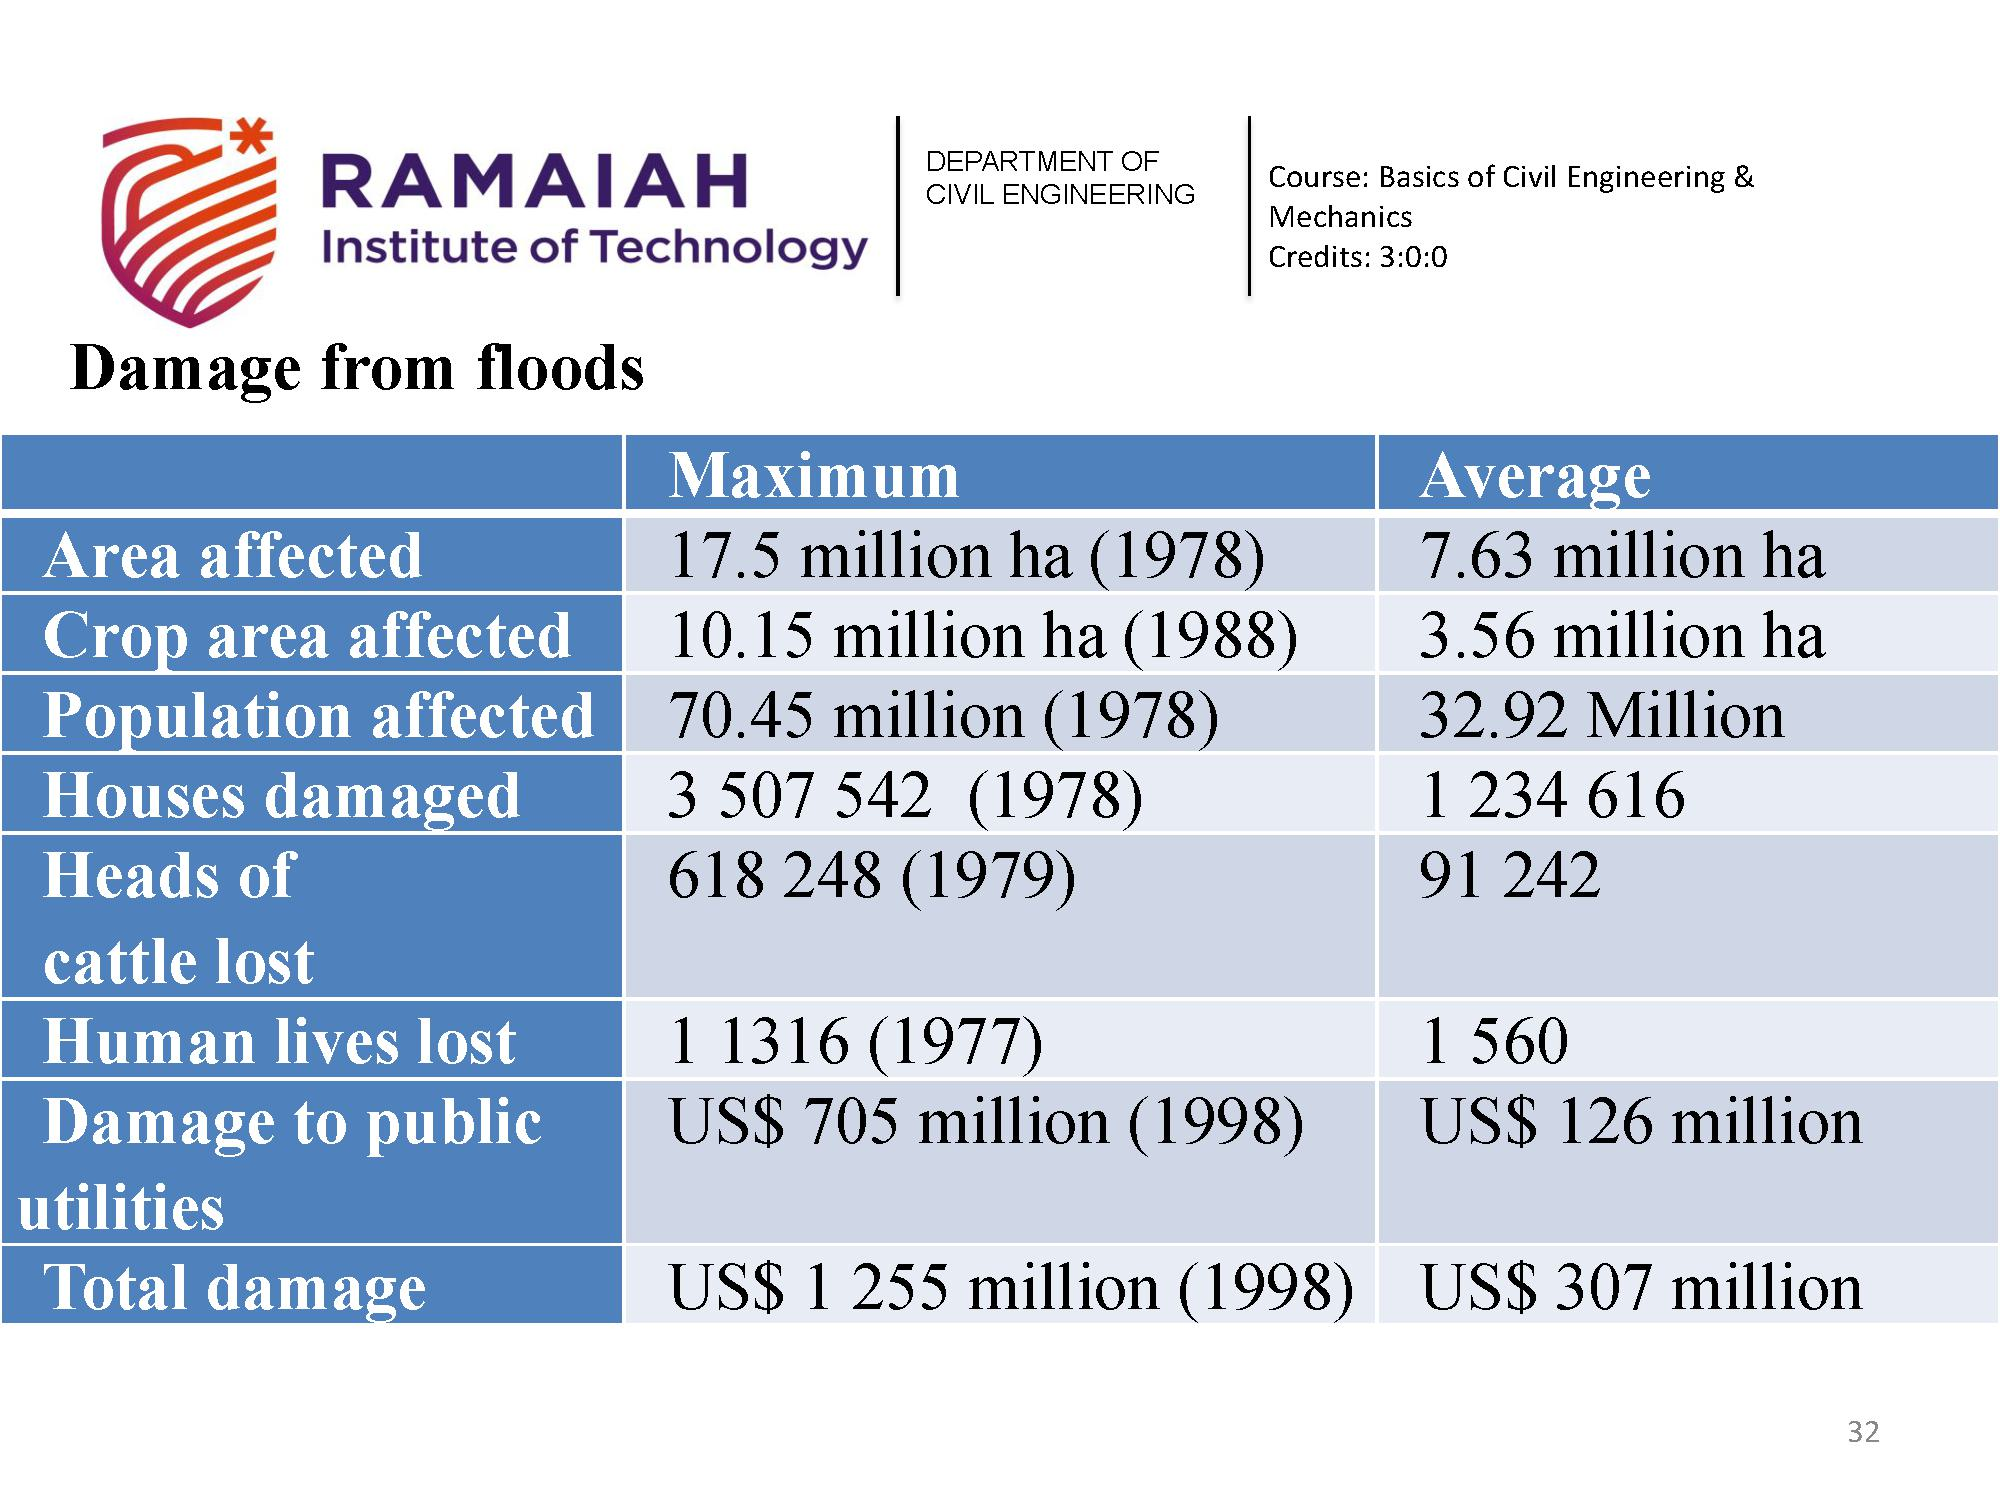 RAMAIAH
Institute of Technology
DEPARTMENT OF
CIVIL ENGINEERING
Course: Basics of Civil Engineering &
Mechanics
Credits: 3:0:0
Damage from floods
Maximum Average
Area affected 17.5 million ha (1978) 7.63 million ha
Crop area affected 10.15 million ha (1988) 3.56 million ha
Population affected 70.45 million (1978) 32.92 Million
Houses damaged 3 507 542 (1978) 1 234 616
Heads of 618 248 (1979) 91 242
cattle lost
Human lives lost 1 1316 (1977) 1 560
Damage to public US$ 705 million (1998) US$ 126 million
utilities
Total damage US$ 1 255 million (1998) US$ 307 million
32